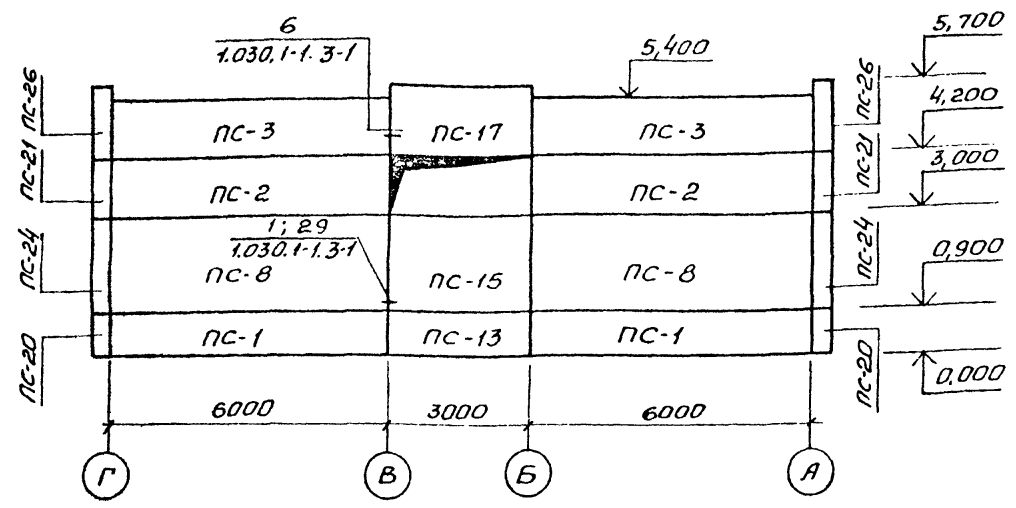 6
1.030.1-1.3-1
5,400
5,700
ПС-26
ПС-3
ПС-17
ПС-3
ПС-26
4,200
ПС-21
ПС-2
ПС-2
ПС-21
3,000
1; 29
1.030.1-1.3-1
ПС-24
ПС-8
ПС-15
ПС-8
ПС-24
0,900
ПС-20
ПС-1
ПС-13
ПС-1
ПС-20
0.000
6000
3000
6000
Г
В
Б
А